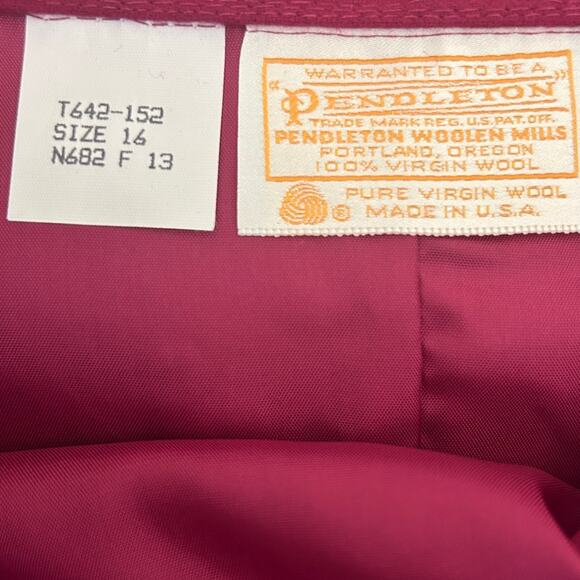 T642-152
SIZE 16
N682 F 13
WARRANTED TO BE A
"PENDLETON"
TRADE MARK REG. U.S. PAT. OFF.
PENDLETON WOOLEN MILLS
PORTLAND, OREGON
100% VIRGIN WOOL
® PURE VIRGIN WOOL
MADE IN U.S.A.